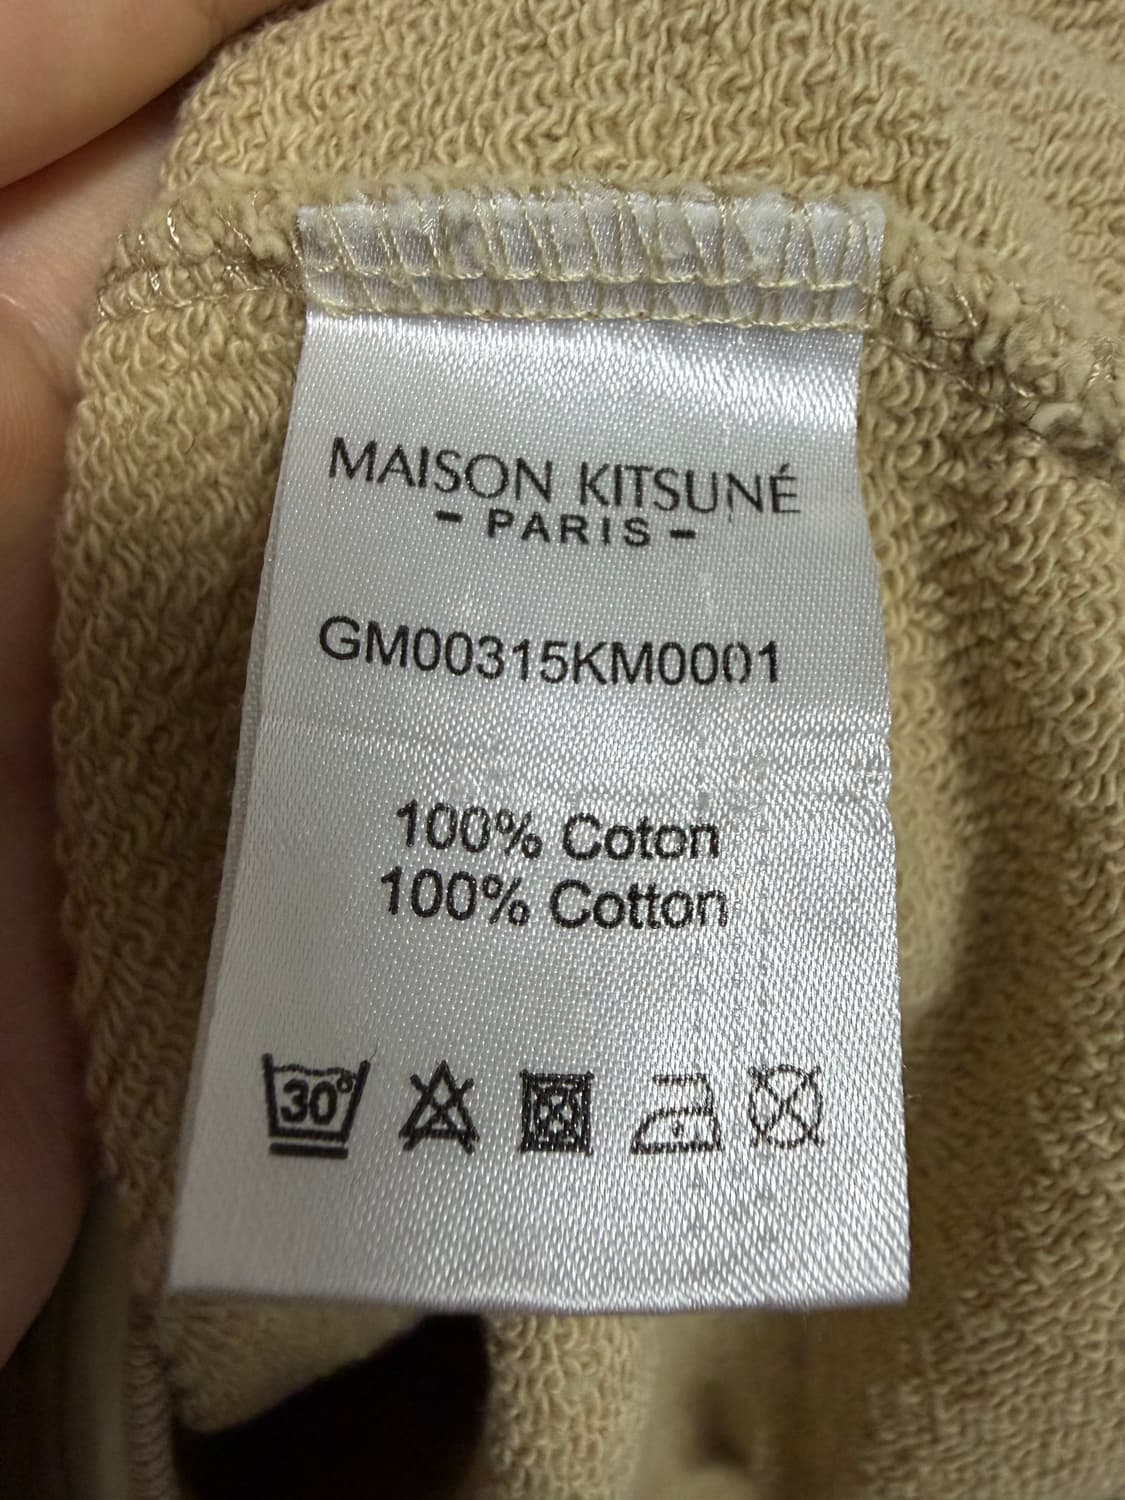 MAISON KITSUNÉ
- PARIS -
GM00315KM0001
100% Coton
100% Cotton
30°